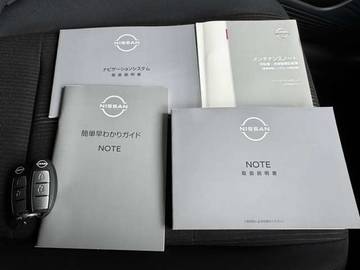 NISSAN
ナビゲーションシステム
取扱説明書
メンテナンスノート
NISSAN
簡単早わかりガイド
NOTE
NISSAN
NOTE
取扱説明書